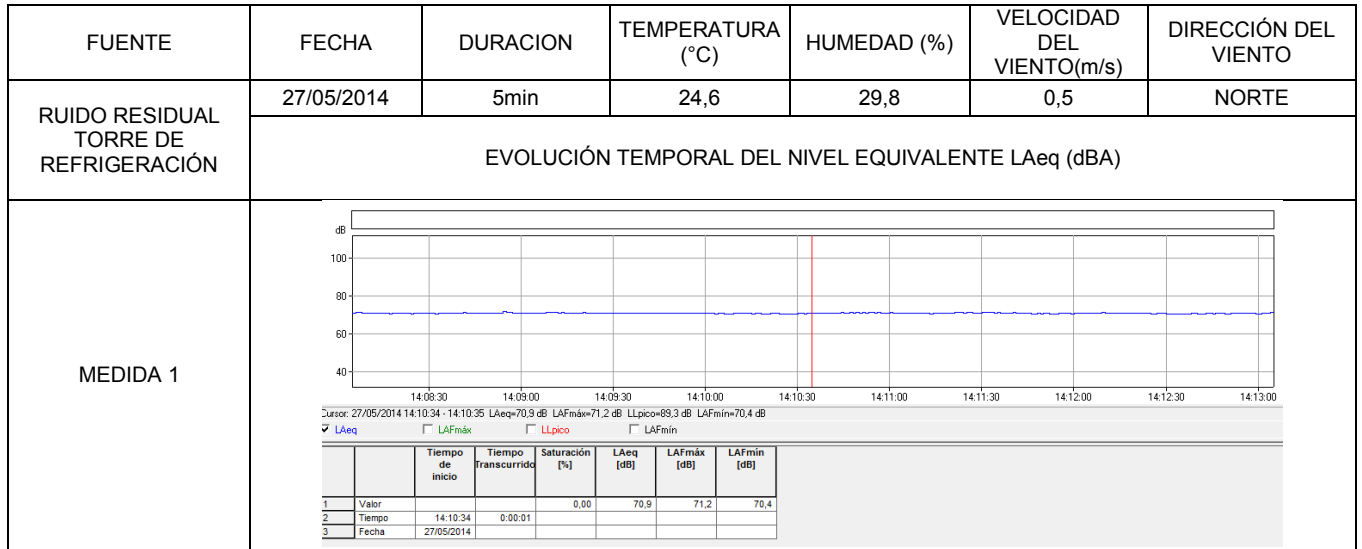 FUENTE
FECHA
DURACION
TEMPERATURA
(°C)
HUMEDAD (%)
VELOCIDAD
DEL
VIENTO(m/s)
DIRECCIÓN DEL
VIENTO
RUIDO RESIDUAL
TORRE DE
REFRIGERACIÓN
27/05/2014
5min
24,6
29,8
0,5
NORTE
EVOLUCIÓN TEMPORAL DEL NIVEL EQUIVALENTE LAeq (dBA)
MEDIDA 1
dB
100
80
60
40
14:08:30 14:09:00 14:09:30 14:10:00 14:10:30 14:11:00 14:11:30 14:12:00 14:12:30 14:13:00
Cursor: 27/05/2014 14:10:34 - 14:10:35 LAeq=70,9 dB LAFmáx=71,2 dB LLpico=89,3 dB LAFmín=70,4 dB
LAeq LAFmáx LLpico LAFmín
Tiempo
de
inicio
Tiempo
Transcurrido
Saturación
[%]
LAeq
[dB]
LAFmáx
[dB]
LAFmín
[dB]
1 Valor 0,00 70,9 71,2 70,4
2 Tiempo 14:10:34 0:00:01
3 Fecha 27/05/2014